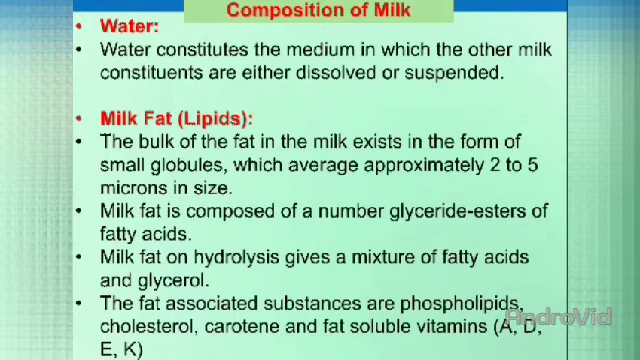 Composition of Milk
• Water:
• Water constitutes the medium in which the other milk
constituents are either dissolved or suspended.
• Milk Fat (Lipids):
• The bulk of the fat in the milk exists in the form of
small globules, which average approximately 2 to 5
microns in size.
• Milk fat is composed of a number glyceride-esters of
fatty acids.
• Milk fat on hydrolysis gives a mixture of fatty acids
and glycerol.
• The fat associated substances are phospholipids,
cholesterol, carotene and fat soluble vitamins (A, D,
E, K)
AndroVid